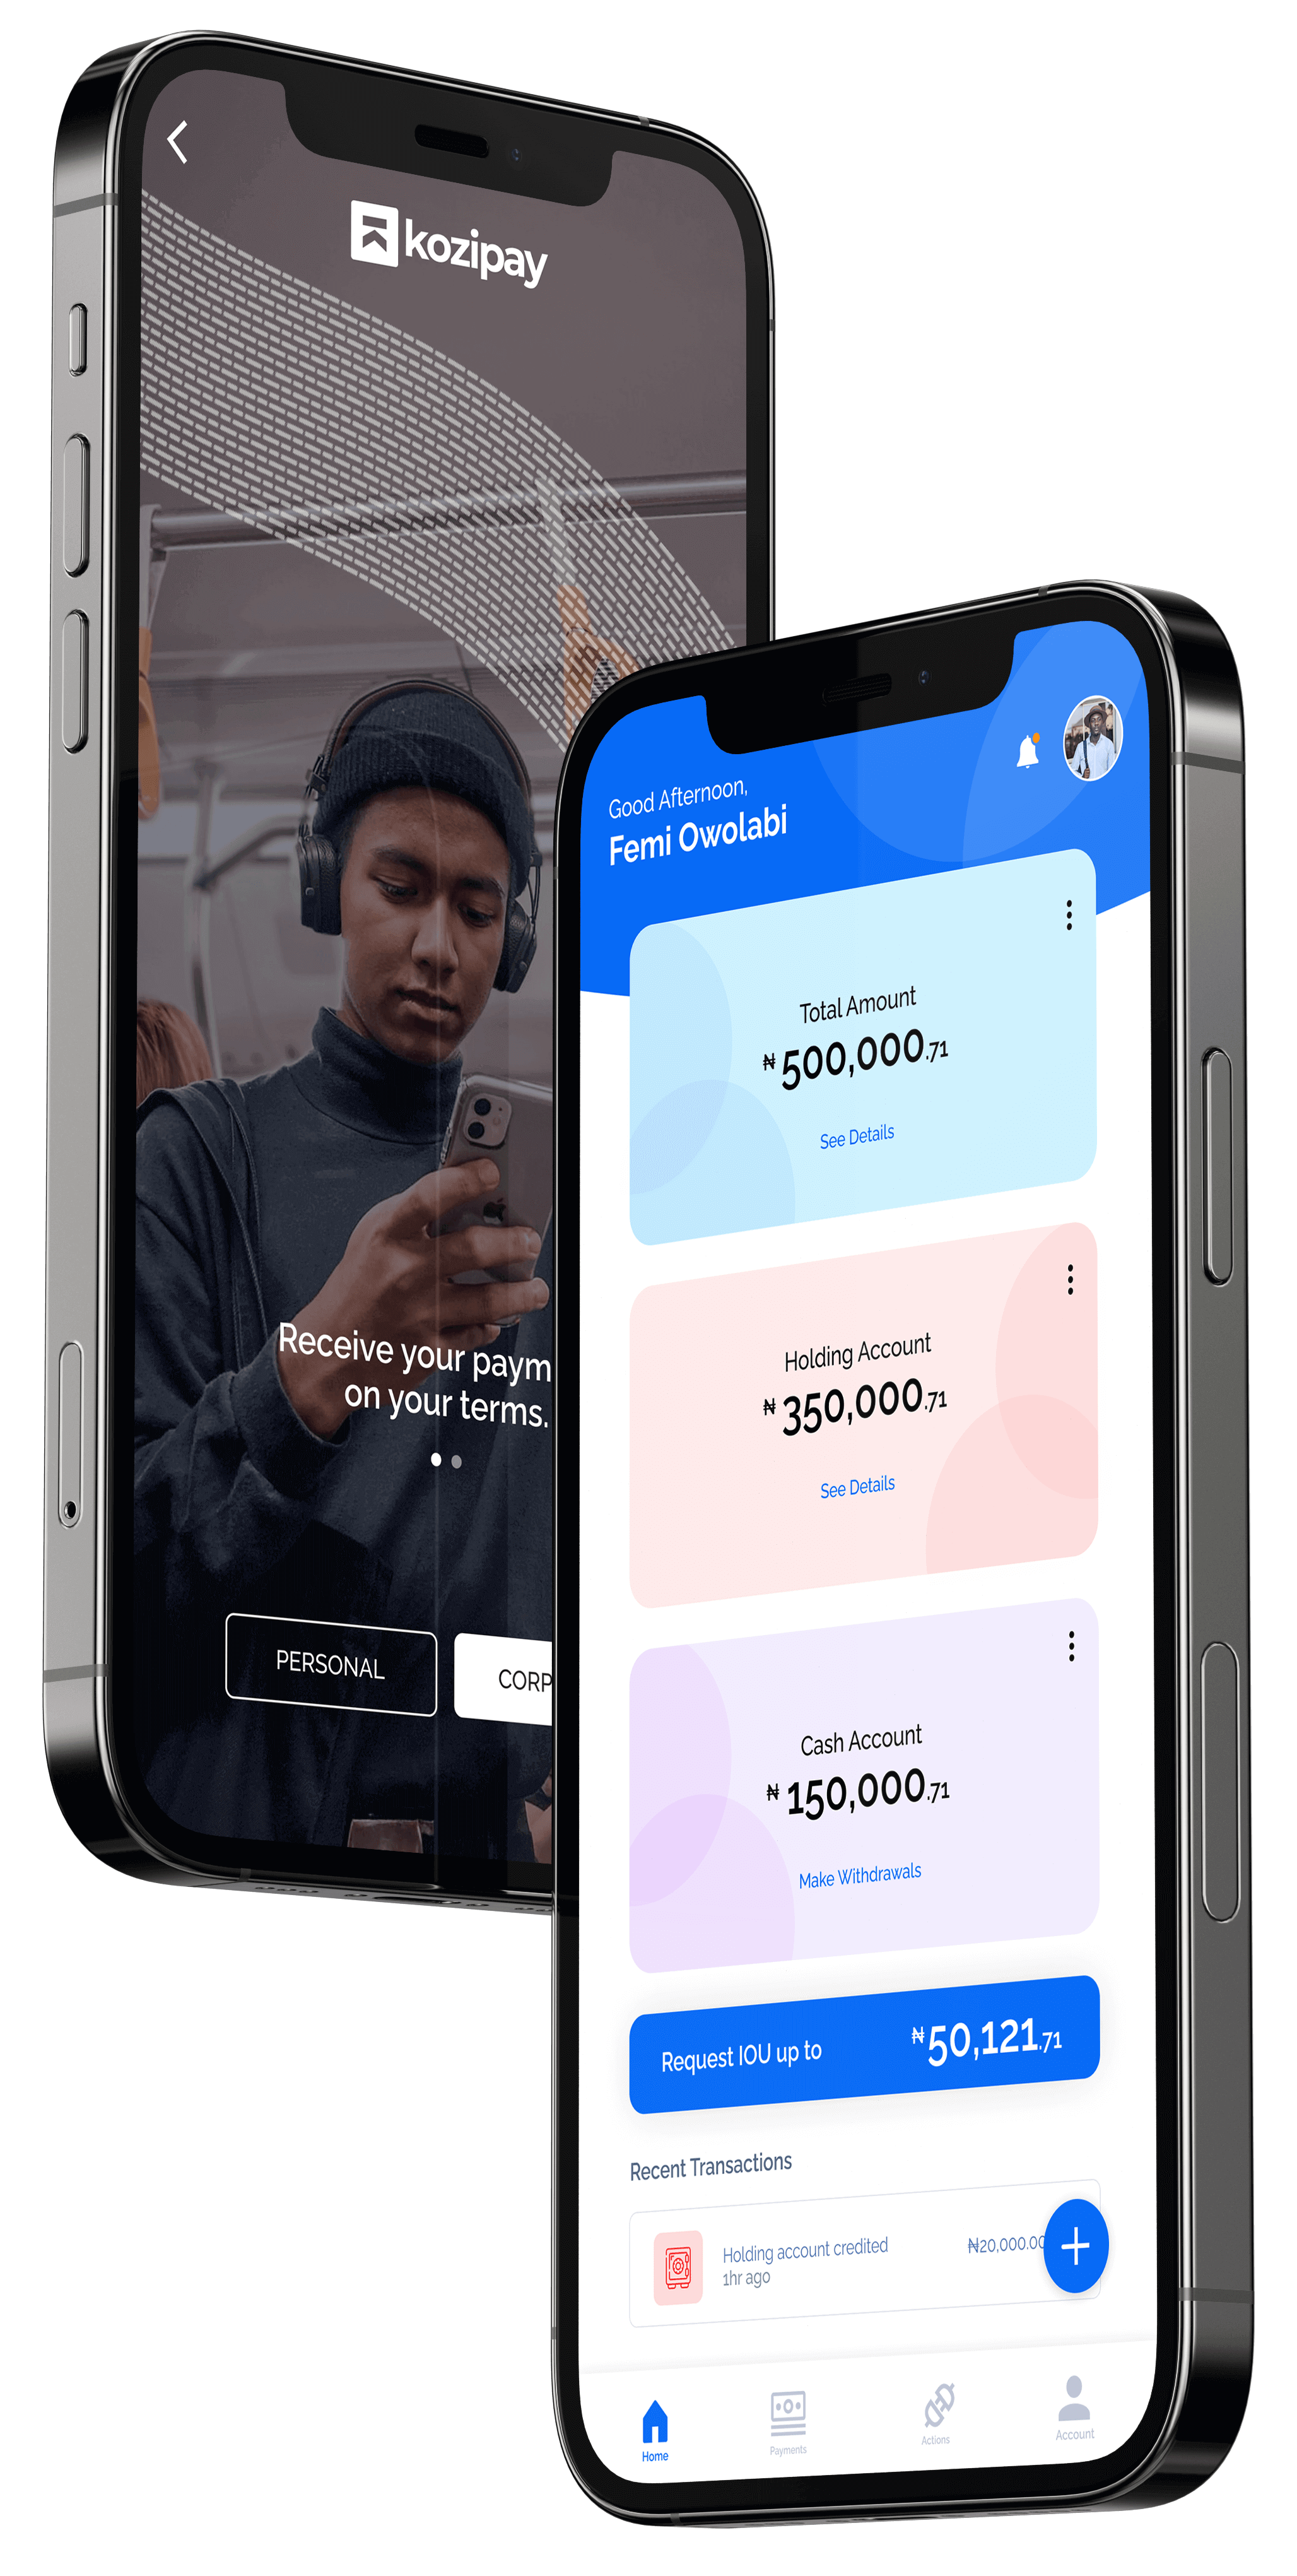 kozipay
Receive your paym
on your terms.
PERSONAL
CORP
Good Afternoon,
Femi Owolabi
Total Amount
₦ 500,000.71
See Details
Holding Account
₦ 350,000.71
See Details
Cash Account
₦ 150,000.71
Make Withdrawals
Request IOU up to ₦50,121.71
Recent Transactions
Holding account credited ₦20,000.00
1hr ago
Home Payments Actions Account